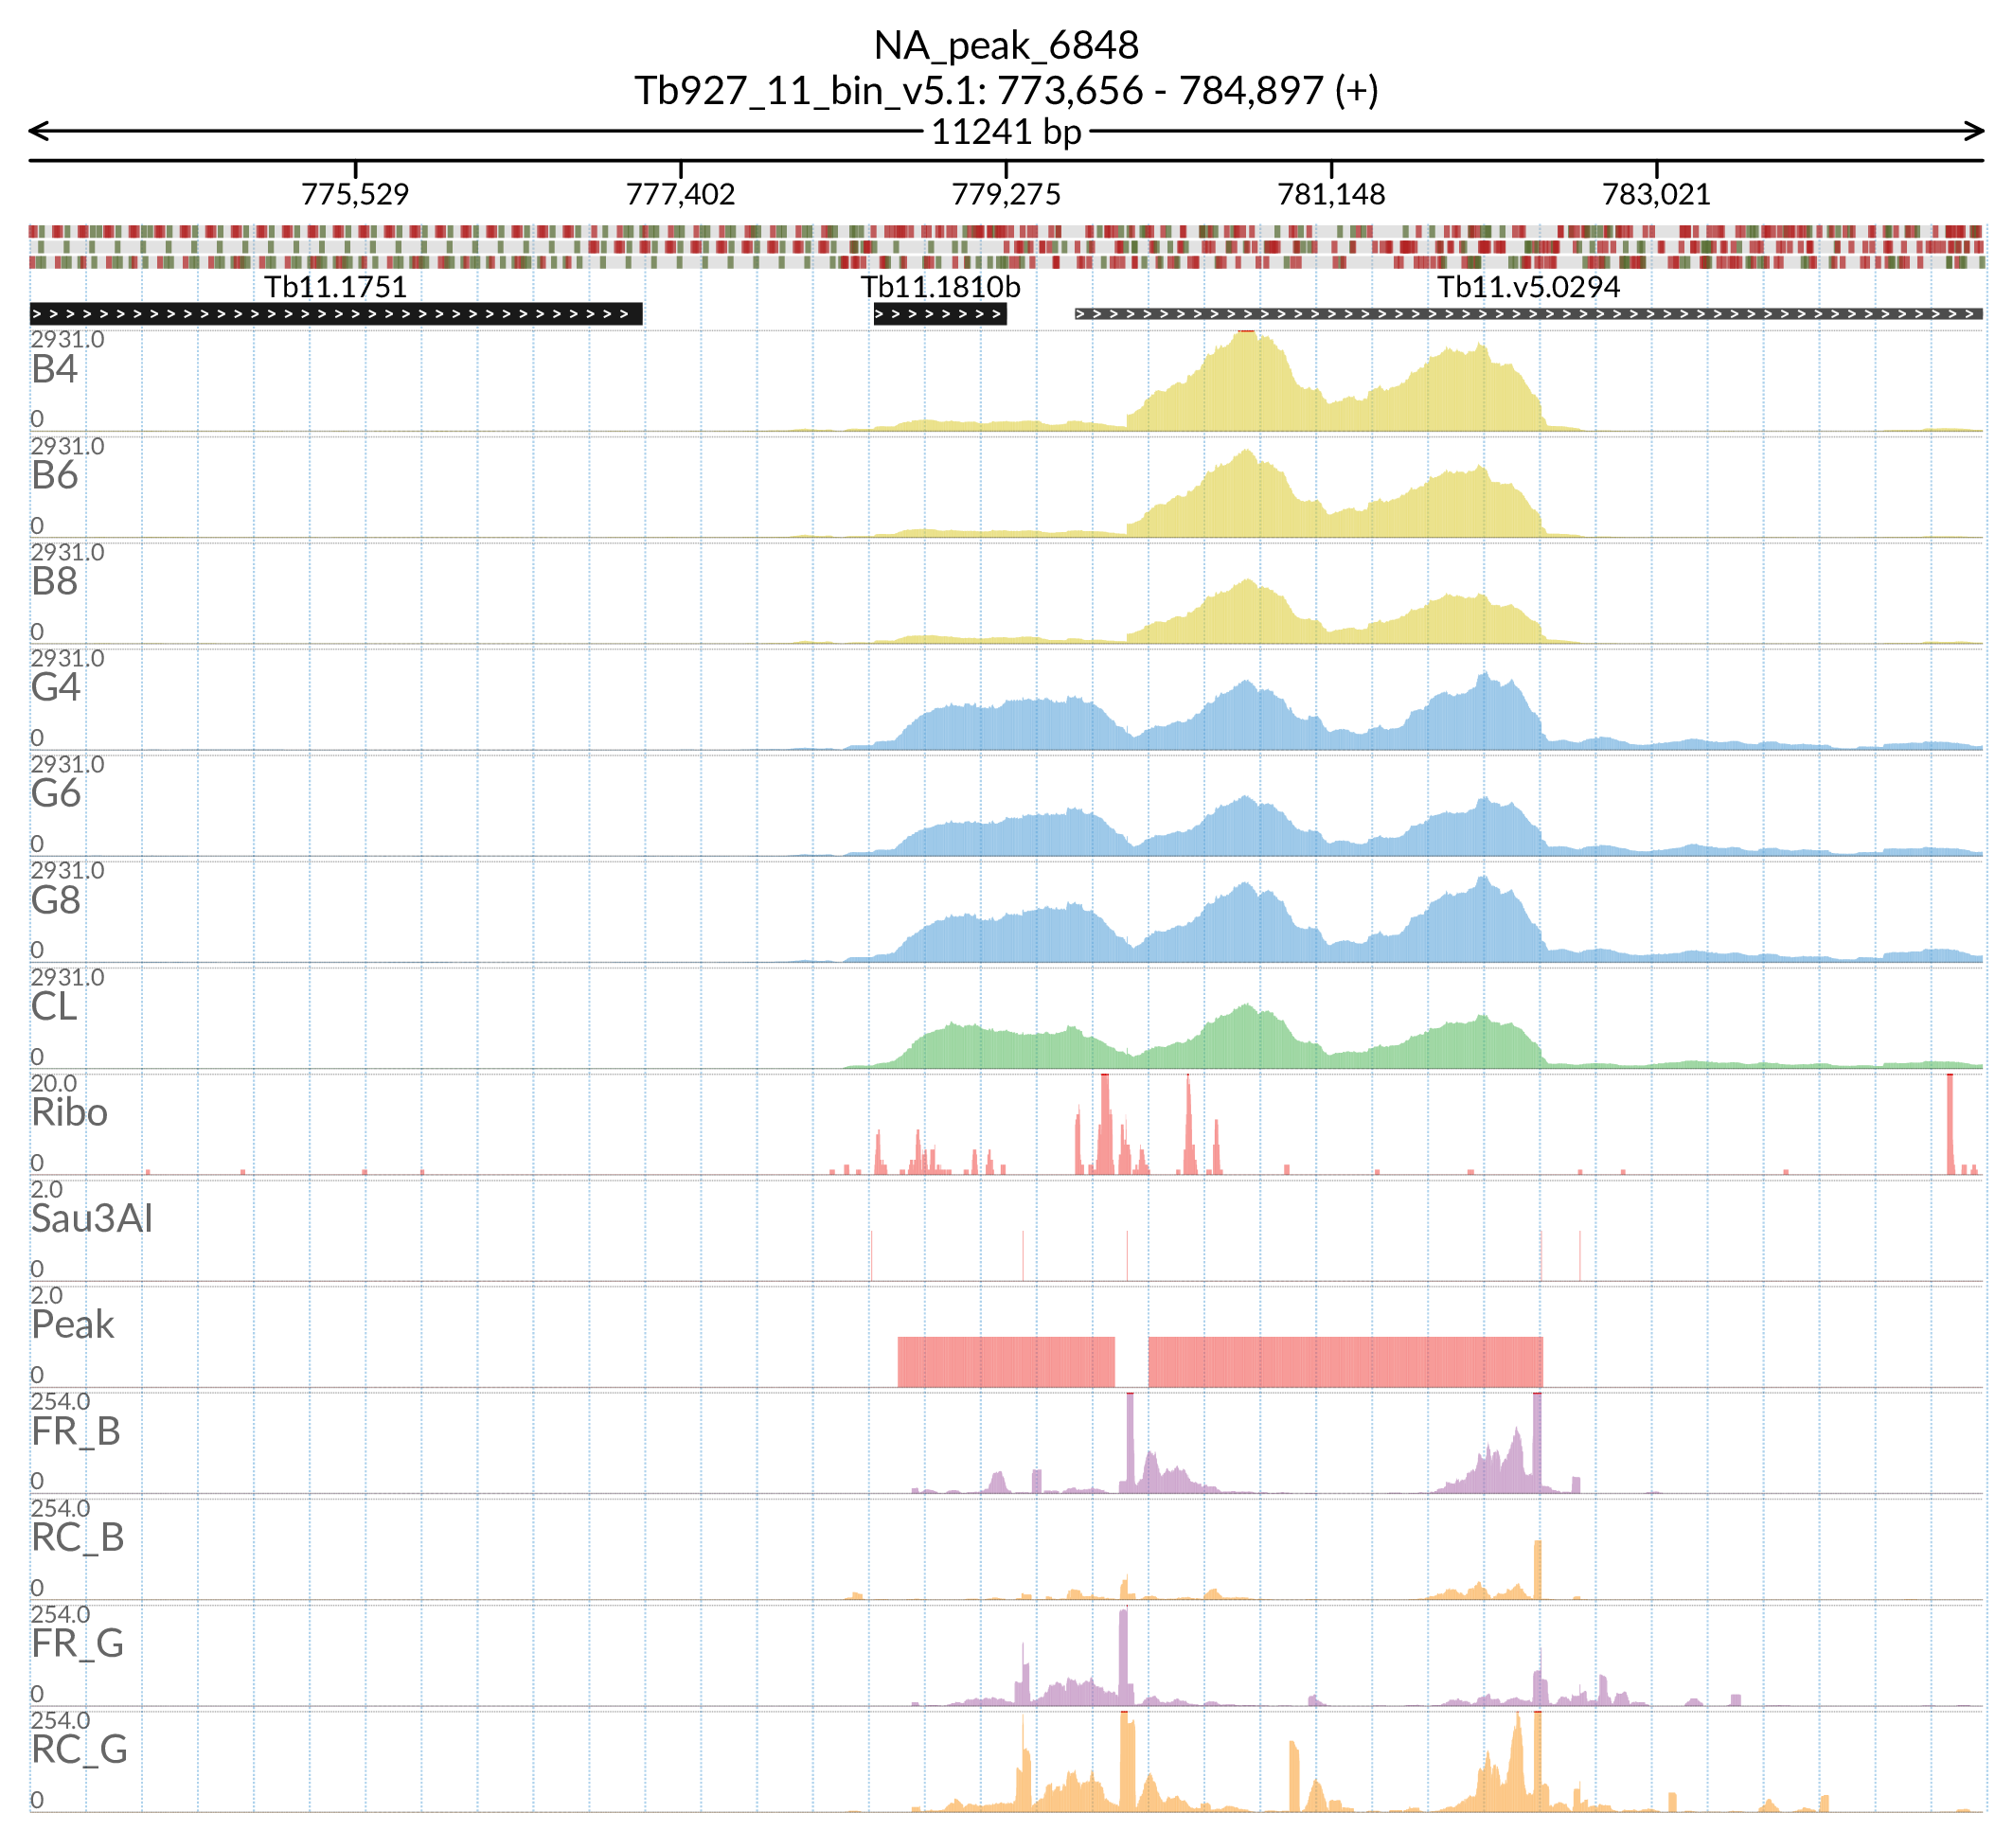 NA_peak_6848
Tb927_11_bin_v5.1: 773,656 - 784,897 (+)
11241 bp
775,529 777,402 779,275 781,148 783,021
Tb11.1751 Tb11.1810b Tb11.v5.0294
2931.0
B4
0
2931.0
B6
0
2931.0
B8
0
2931.0
G4
0
2931.0
G6
0
2931.0
G8
0
2931.0
CL
0
20.0
Ribo
0
2.0
Sau3AI
0
2.0
Peak
0
254.0
FR_B
0
254.0
RC_B
0
254.0
FR_G
0
254.0
RC_G
0